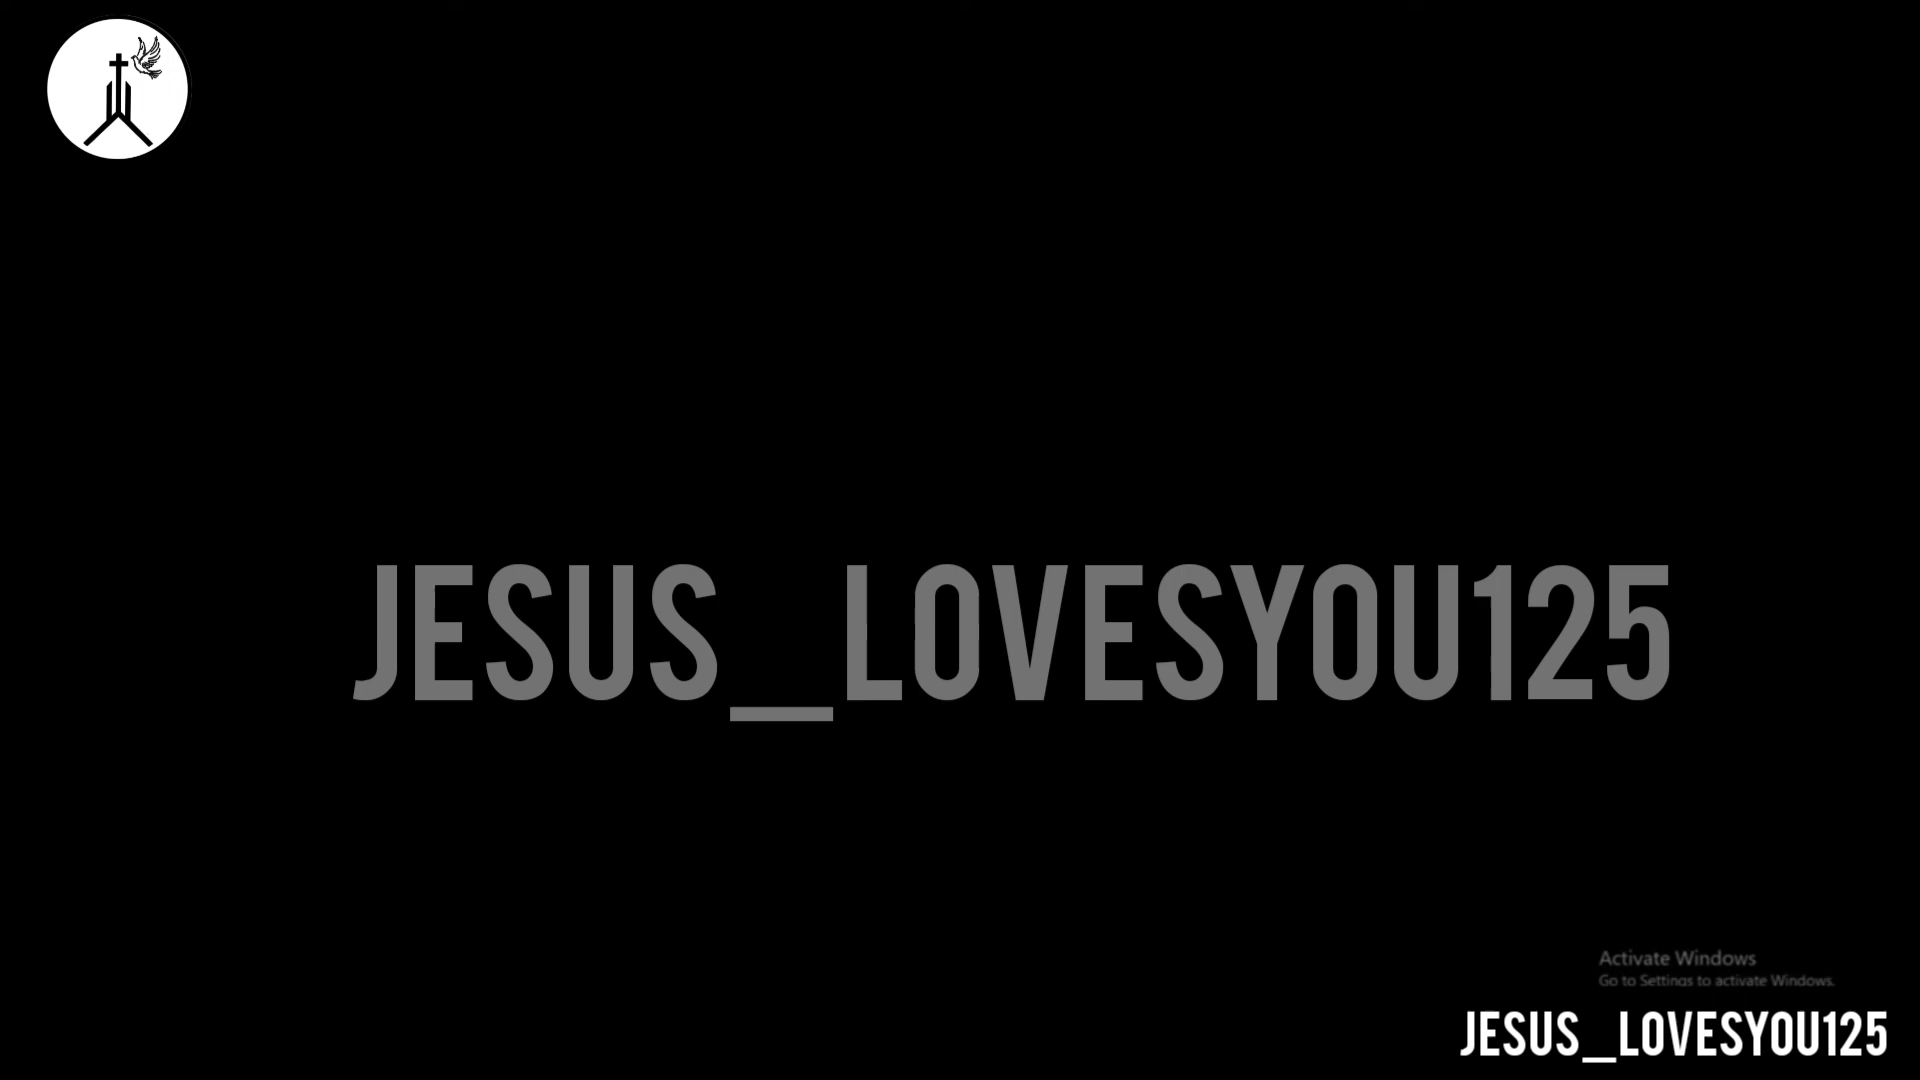 JESUS_LOVESYOU125
Activate Windows
Go to Settings to activate Windows.
JESUS_LOVESYOU125